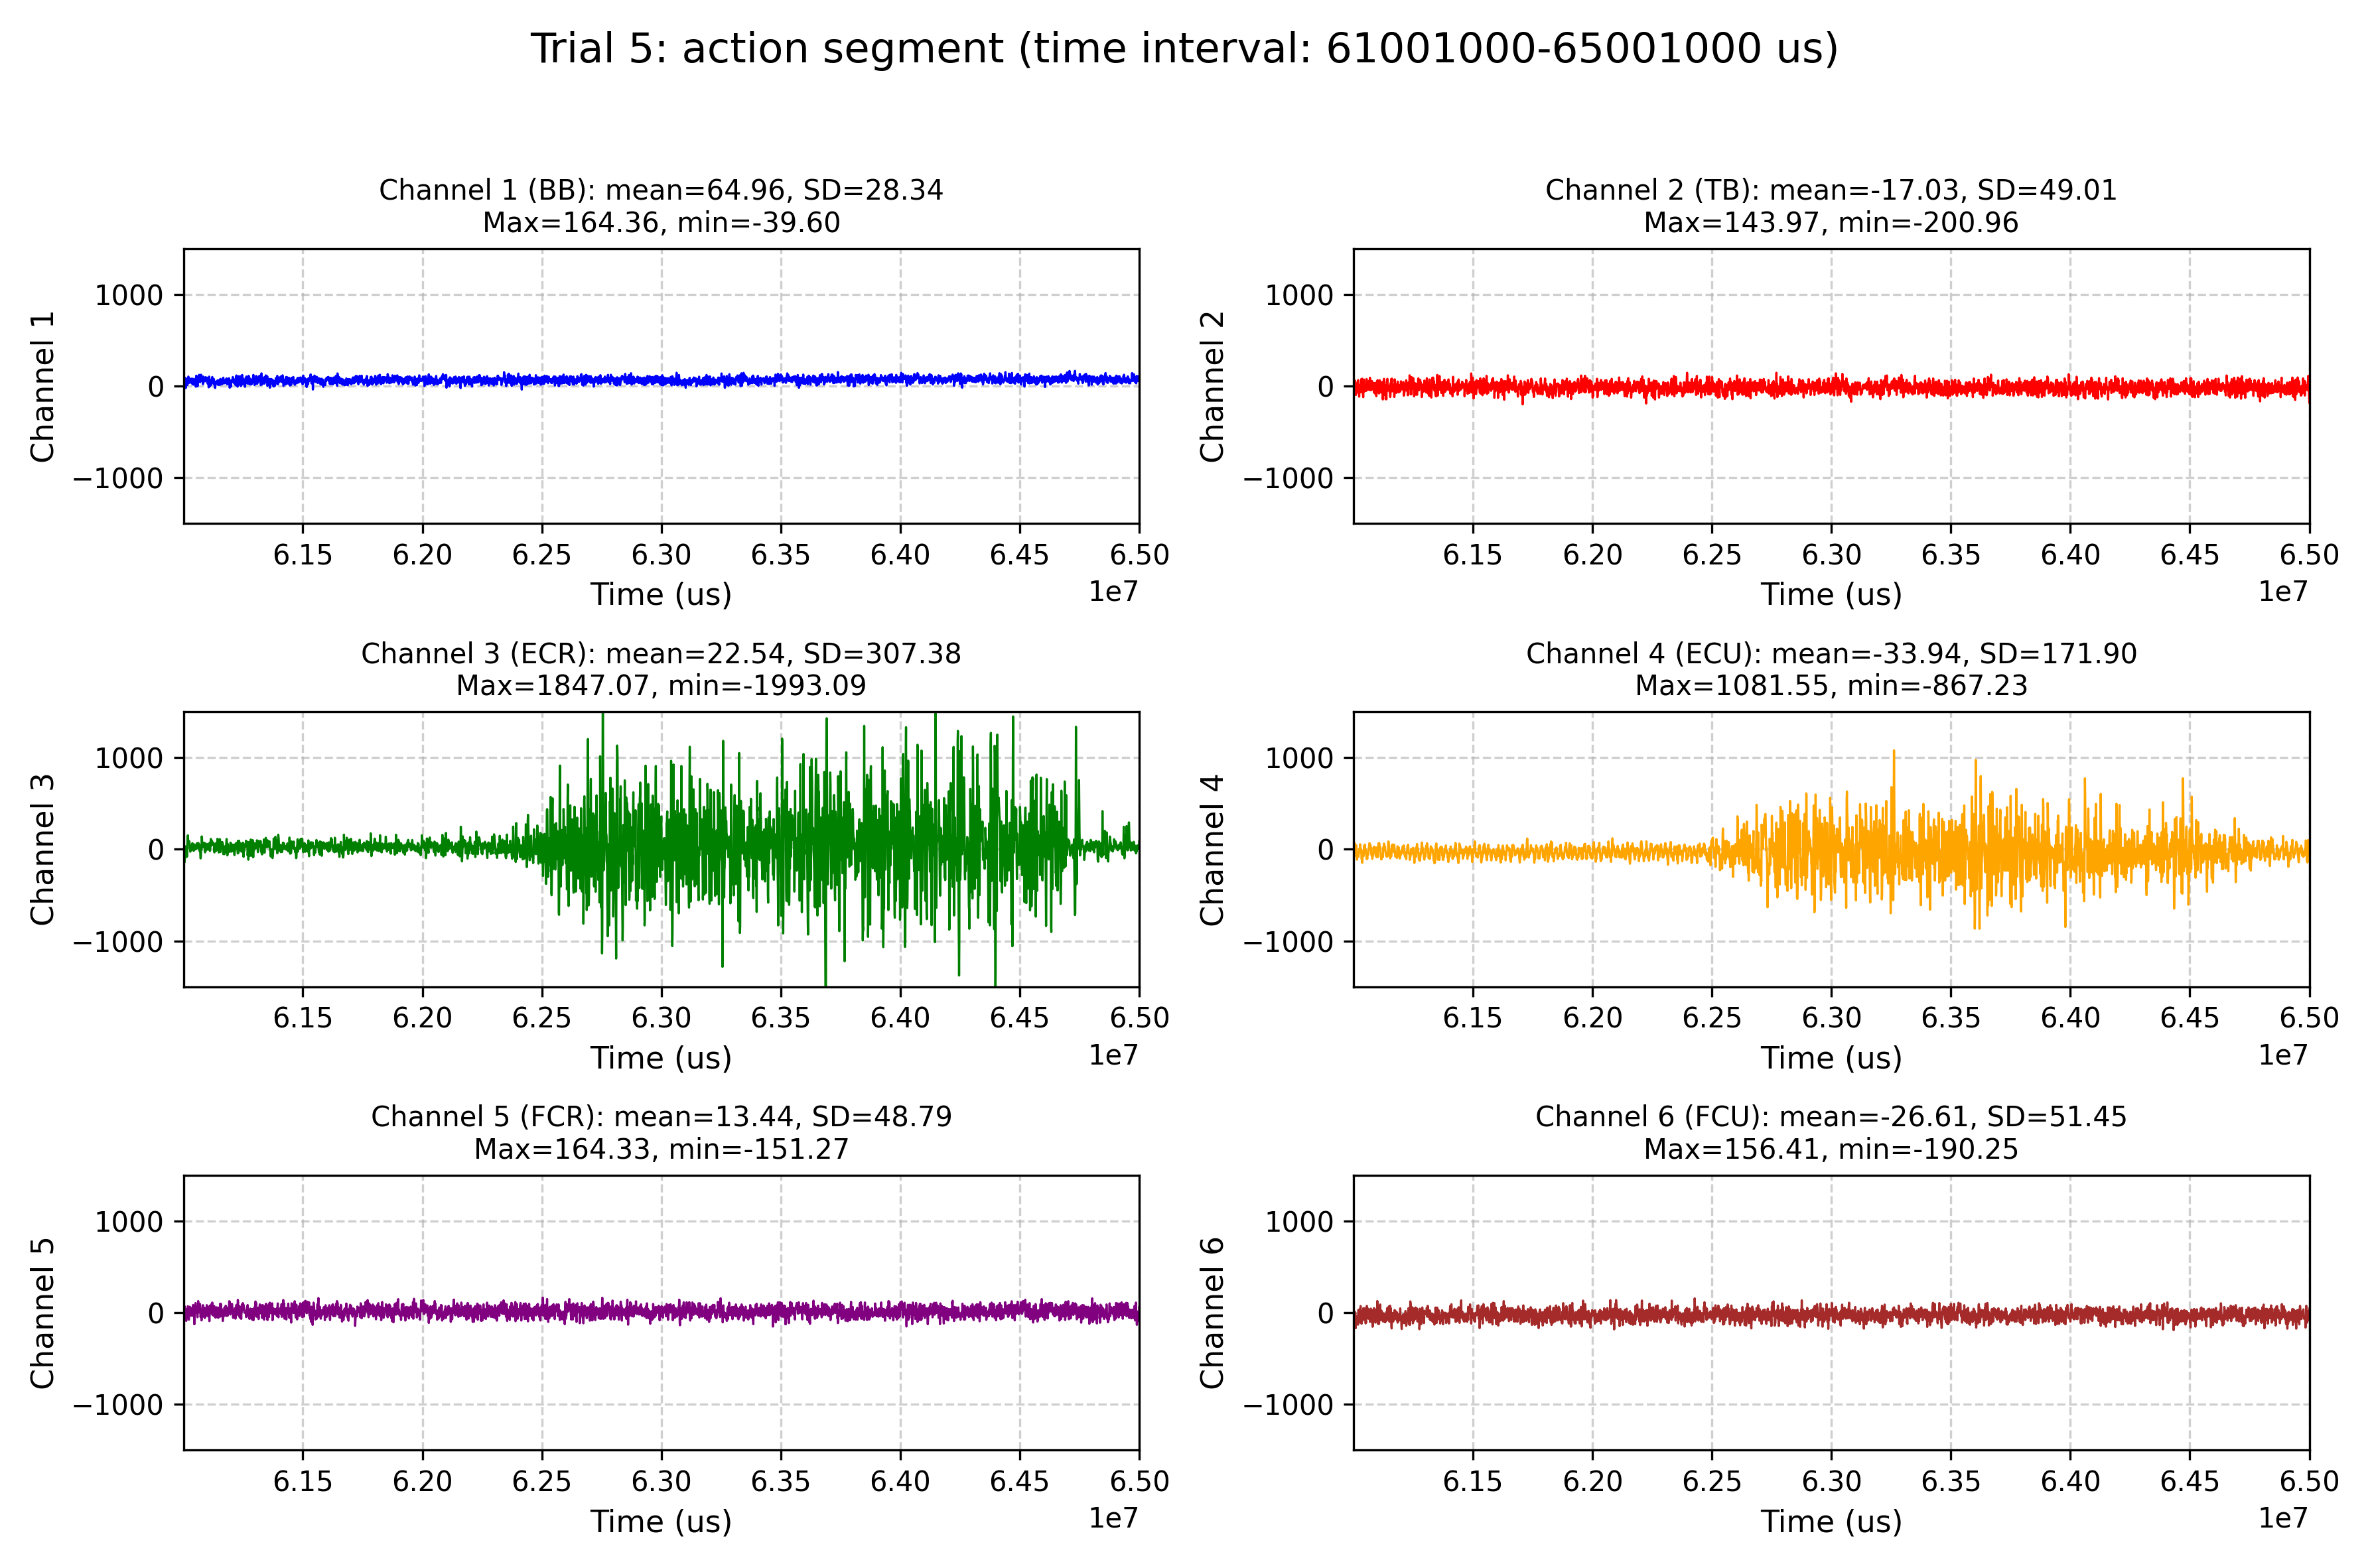 Trial 5: action segment (time interval: 61001000-65001000 us)
Channel 1 (BB): mean=64.96, SD=28.34
Max=164.36, min=-39.60
Channel 1
1000
0
−1000
6.15 6.20 6.25 6.30 6.35 6.40 6.45 6.50
Time (us)
1e7
Channel 2 (TB): mean=-17.03, SD=49.01
Max=143.97, min=-200.96
Channel 2
1000
0
−1000
6.15 6.20 6.25 6.30 6.35 6.40 6.45 6.50
Time (us)
1e7
Channel 3 (ECR): mean=22.54, SD=307.38
Max=1847.07, min=-1993.09
Channel 3
1000
0
−1000
6.15 6.20 6.25 6.30 6.35 6.40 6.45 6.50
Time (us)
1e7
Channel 4 (ECU): mean=-33.94, SD=171.90
Max=1081.55, min=-867.23
Channel 4
1000
0
−1000
6.15 6.20 6.25 6.30 6.35 6.40 6.45 6.50
Time (us)
1e7
Channel 5 (FCR): mean=13.44, SD=48.79
Max=164.33, min=-151.27
Channel 5
1000
0
−1000
6.15 6.20 6.25 6.30 6.35 6.40 6.45 6.50
Time (us)
1e7
Channel 6 (FCU): mean=-26.61, SD=51.45
Max=156.41, min=-190.25
Channel 6
1000
0
−1000
6.15 6.20 6.25 6.30 6.35 6.40 6.45 6.50
Time (us)
1e7